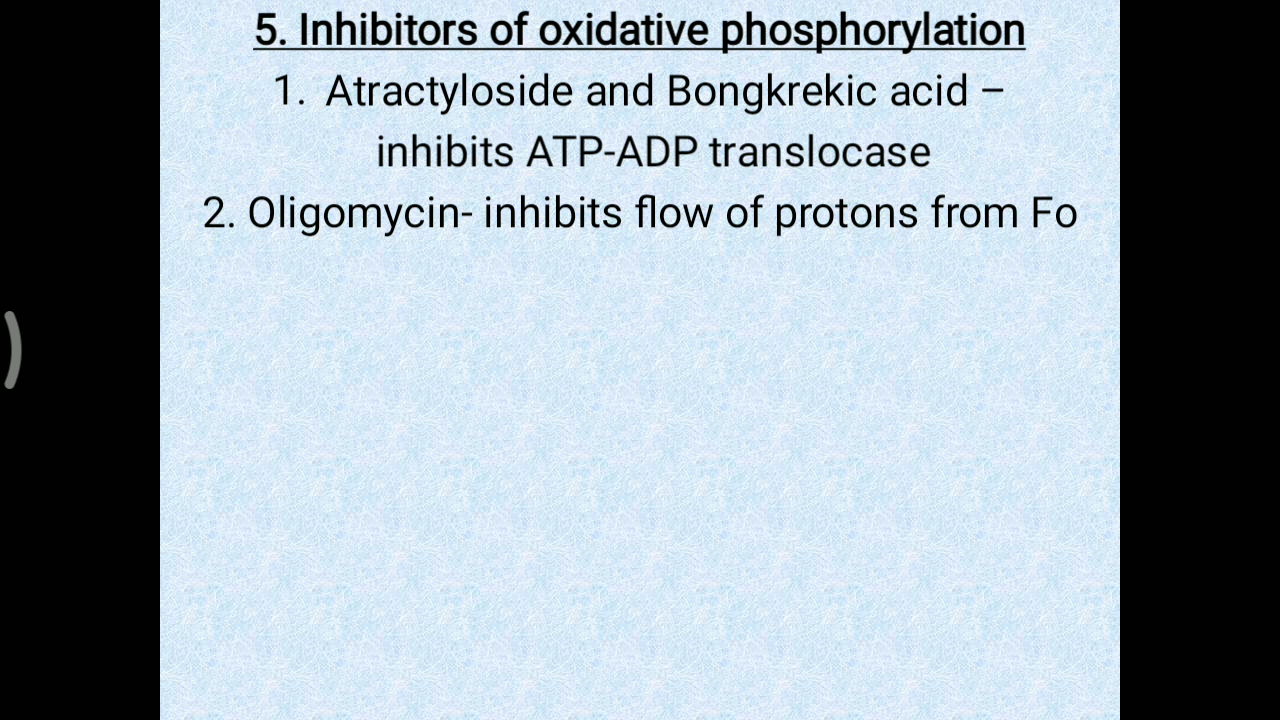 5. Inhibitors of oxidative phosphorylation
1. Atractyloside and Bongkrekic acid –
inhibits ATP-ADP translocase
2. Oligomycin- inhibits flow of protons from Fo